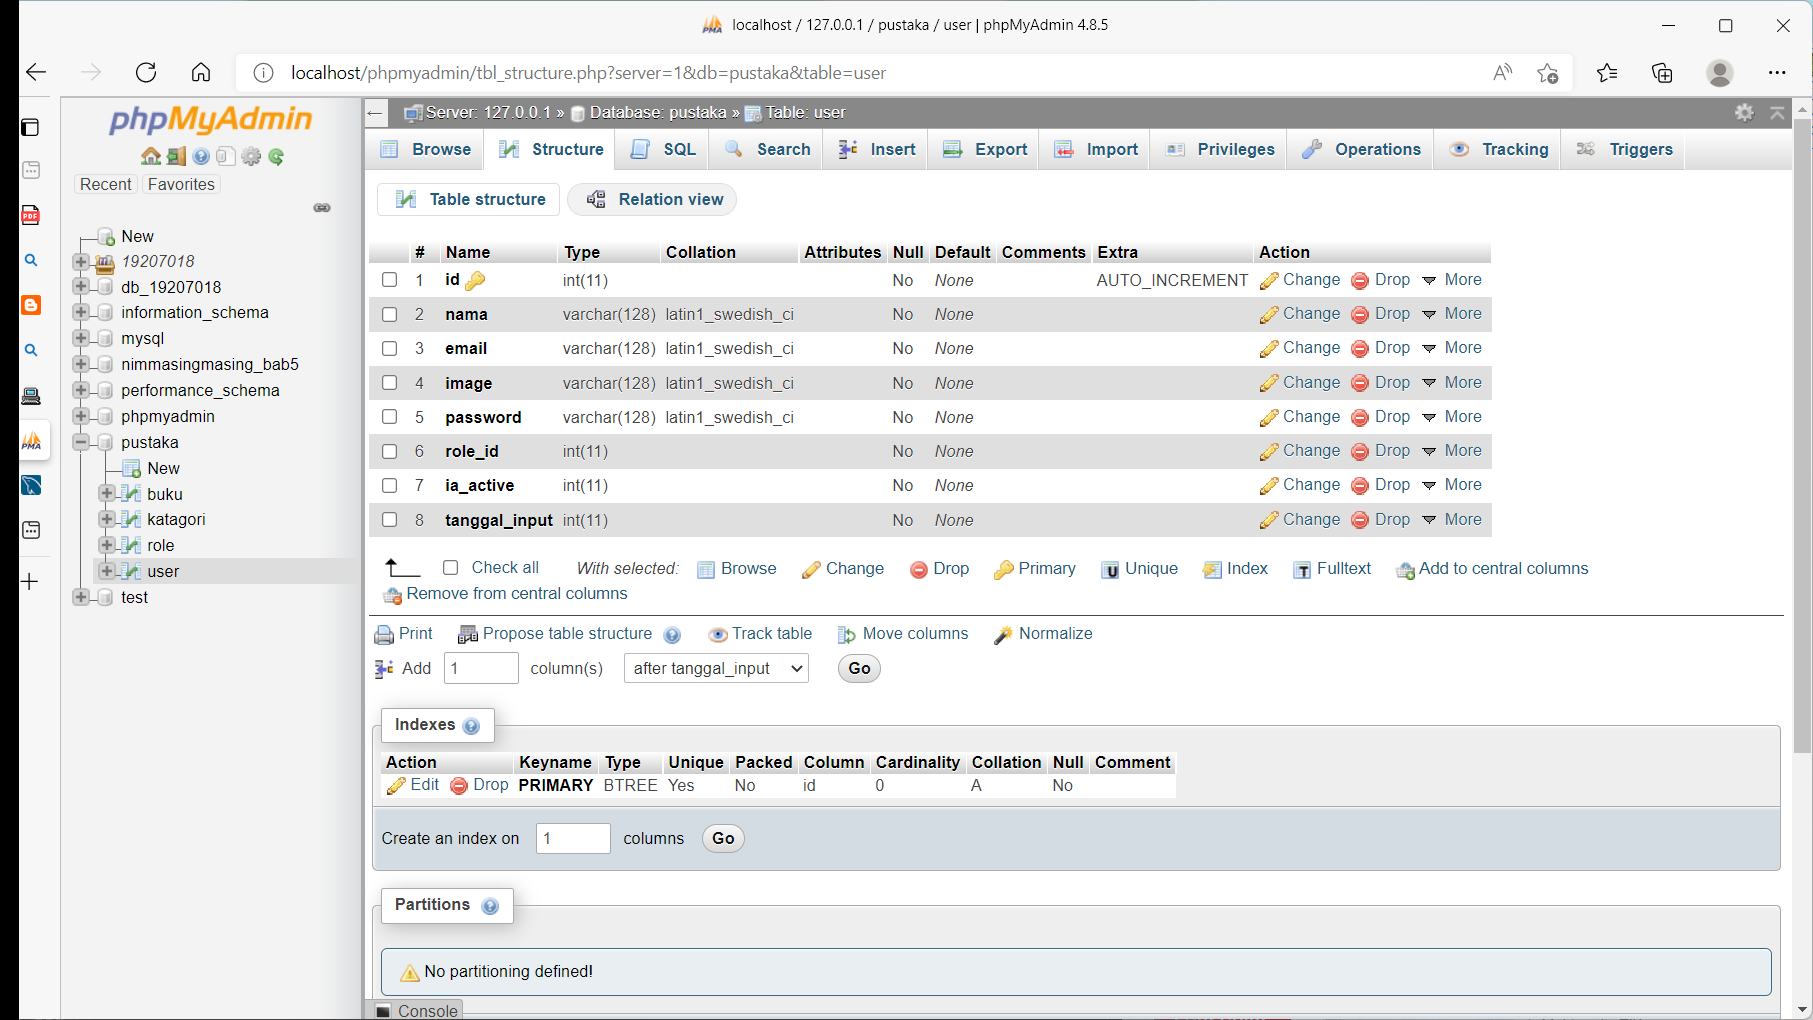 localhost / 127.0.0.1 / pustaka / user | phpMyAdmin 4.8.5
localhost/phpmyadmin/tbl_structure.php?server=1&db=pustaka&table=user
phpMyAdmin
Recent Favorites
New
19207018
db_19207018
information_schema
mysql
nimmasingmasing_bab5
performance_schema
phpmyadmin
pustaka
New
buku
katagori
role
user
test
Server: 127.0.0.1 » Database: pustaka » Table: user
Browse Structure SQL Search Insert Export Import Privileges Operations Tracking Triggers
Table structure Relation view
# Name Type Collation Attributes Null Default Comments Extra Action
1 id int(11) No None AUTO_INCREMENT Change Drop More
2 nama varchar(128) latin1_swedish_ci No None Change Drop More
3 email varchar(128) latin1_swedish_ci No None Change Drop More
4 image varchar(128) latin1_swedish_ci No None Change Drop More
5 password varchar(128) latin1_swedish_ci No None Change Drop More
6 role_id int(11) No None Change Drop More
7 ia_active int(11) No None Change Drop More
8 tanggal_input int(11) No None Change Drop More
Check all With selected: Browse Change Drop Primary Unique Index Fulltext Add to central columns
Remove from central columns
Print Propose table structure Track table Move columns Normalize
Add 1 column(s) after tanggal_input Go
Indexes
Action Keyname Type Unique Packed Column Cardinality Collation Null Comment
Edit Drop PRIMARY BTREE Yes No id 0 A No
Create an index on 1 columns Go
Partitions
No partitioning defined!
Console